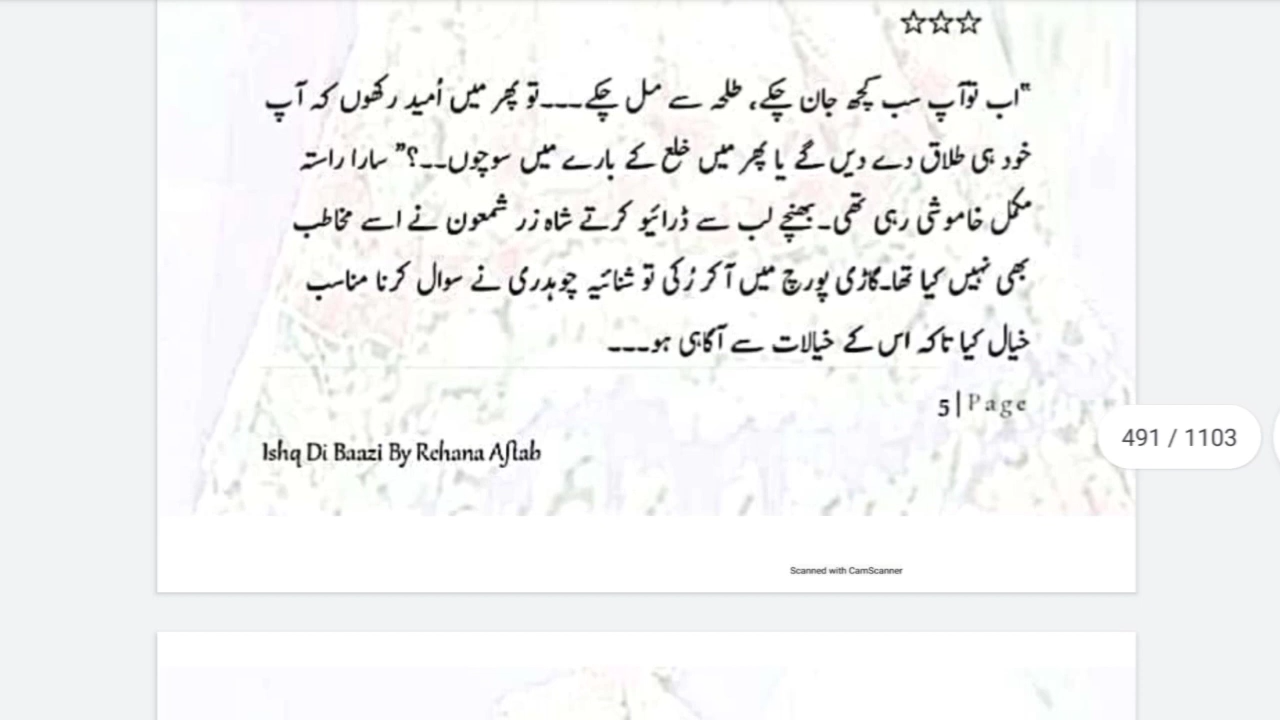 ☆☆☆
"اب توآپ سب کچھ جان چکے، طلحہ سے مل چکے۔۔۔تو پھر میں اُمید رکھوں کہ آپ
خود ہی طلاق دے دیں گے یا پھر میں خلع کے بارے میں سوچوں۔۔؟" سارا راستہ
مکمل خاموشی رہی تھی۔بھنچے لب سے ڈرائیو کرتے شاہ زر شمعون نے اسے مخاطب
بھی نہیں کیا تھا۔گاڑی پورچ میں آ کر رُکی تو شنائیہ چوہدری نے سوال کرنا مناسب
خیال کیا تاکہ اس کے خیالات سے آگاہی ہو۔۔۔
5|Page
491 / 1103
Ishq Di Baazi By Rehana Aftab
Scanned with CamScanner